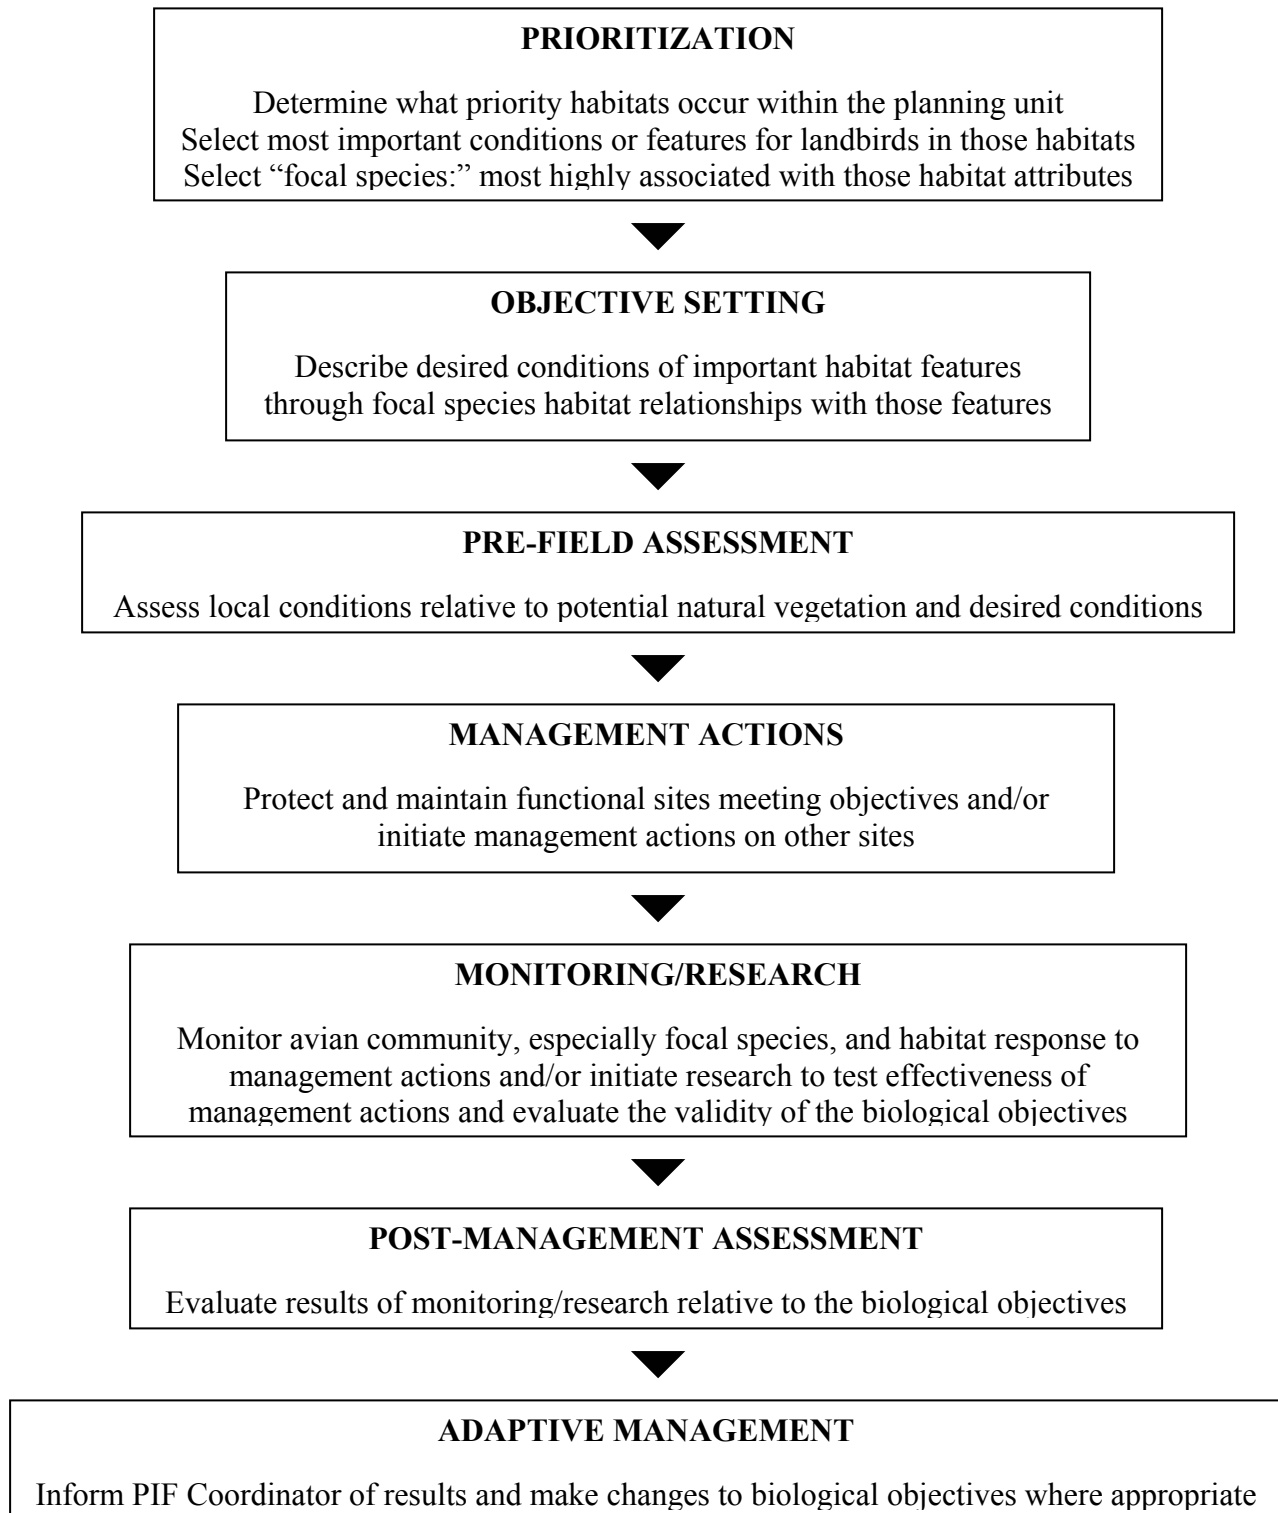 PRIORITIZATION
Determine what priority habitats occur within the planning unit
Select most important conditions or features for landbirds in those habitats
Select “focal species:” most highly associated with those habitat attributes
OBJECTIVE SETTING
Describe desired conditions of important habitat features
through focal species habitat relationships with those features
PRE-FIELD ASSESSMENT
Assess local conditions relative to potential natural vegetation and desired conditions
MANAGEMENT ACTIONS
Protect and maintain functional sites meeting objectives and/or
initiate management actions on other sites
MONITORING/RESEARCH
Monitor avian community, especially focal species, and habitat response to
management actions and/or initiate research to test effectiveness of
management actions and evaluate the validity of the biological objectives
POST-MANAGEMENT ASSESSMENT
Evaluate results of monitoring/research relative to the biological objectives
ADAPTIVE MANAGEMENT
Inform PIF Coordinator of results and make changes to biological objectives where appropriate